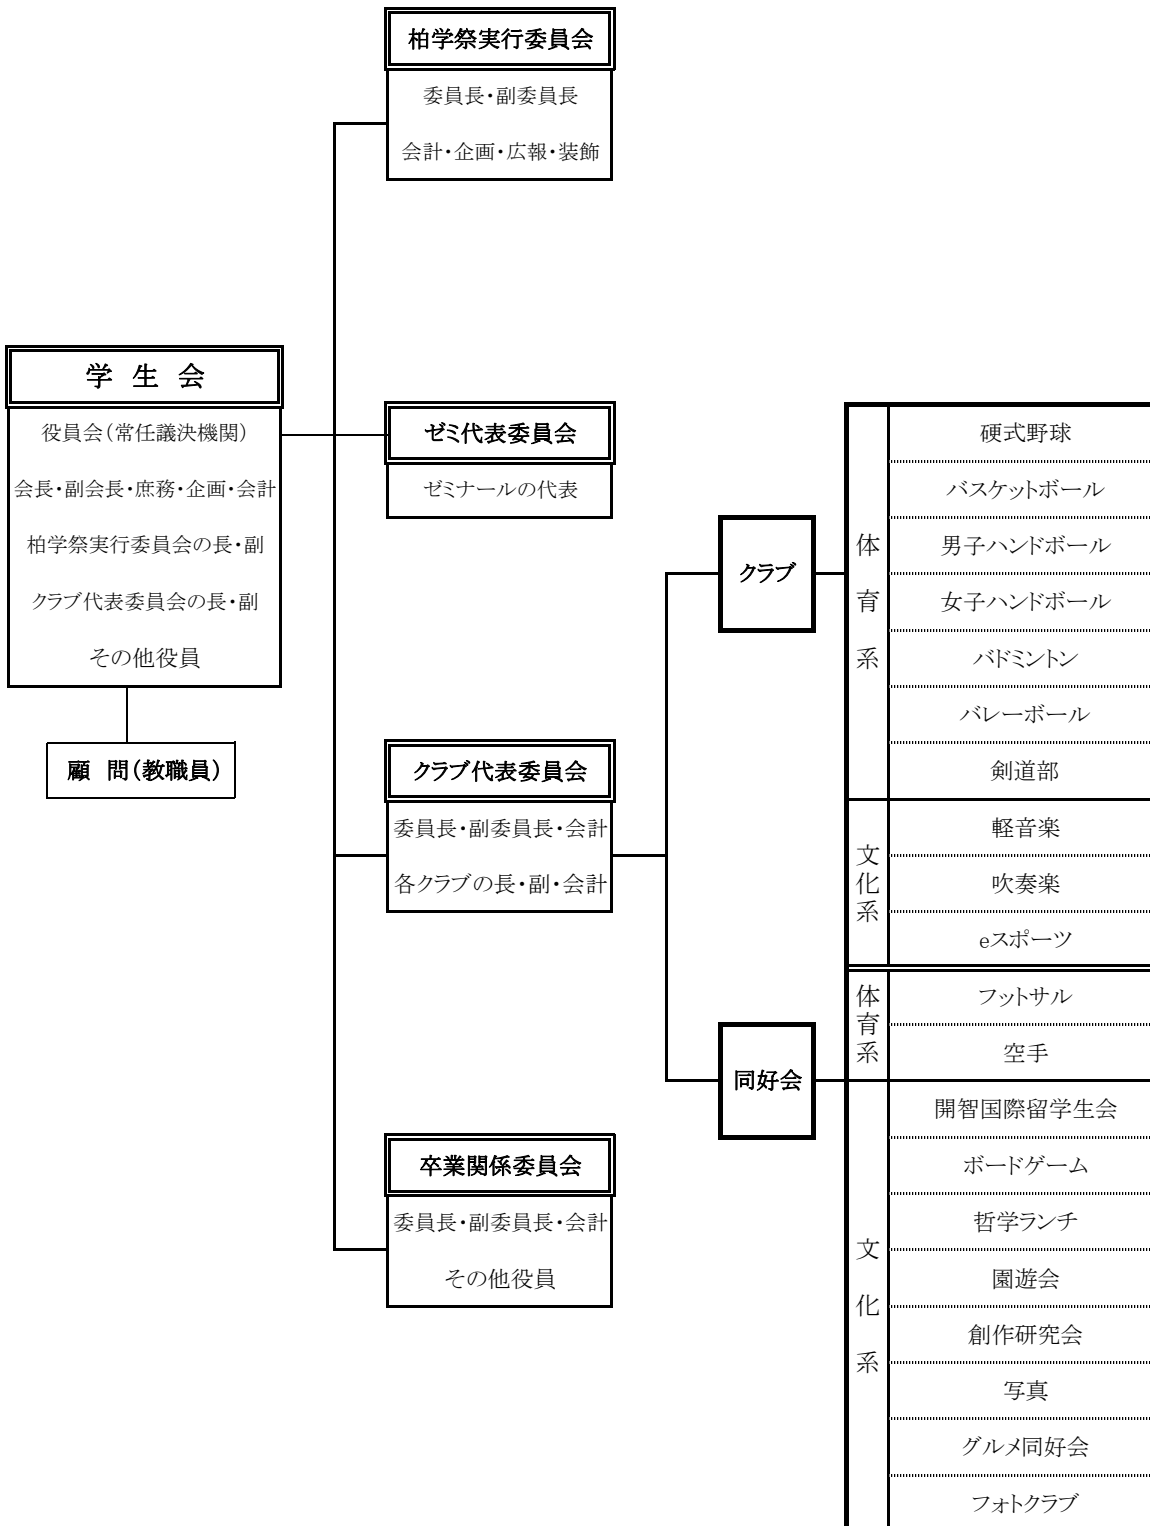 柏学祭実行委員会
委員長・副委員長
会計・企画・広報・装飾
学 生 会
役員会(常任議決機関)
会長・副会長・庶務・企画・会計
柏学祭実行委員会の長・副
クラブ代表委員会の長・副
その他役員
顧 問(教職員)
ゼミ代表委員会
ゼミナールの代表
クラブ代表委員会
委員長・副委員長・会計
各クラブの長・副・会計
卒業関係委員会
委員長・副委員長・会計
その他役員
クラブ
体育系
硬式野球
バスケットボール
男子ハンドボール
女子ハンドボール
バドミントン
バレーボール
剣道部
文化系
軽音楽
吹奏楽
eスポーツ
同好会
体育系
フットサル
空手
文化系
開智国際留学生会
ボードゲーム
哲学ランチ
園遊会
創作研究会
写真
グルメ同好会
フォトクラブ